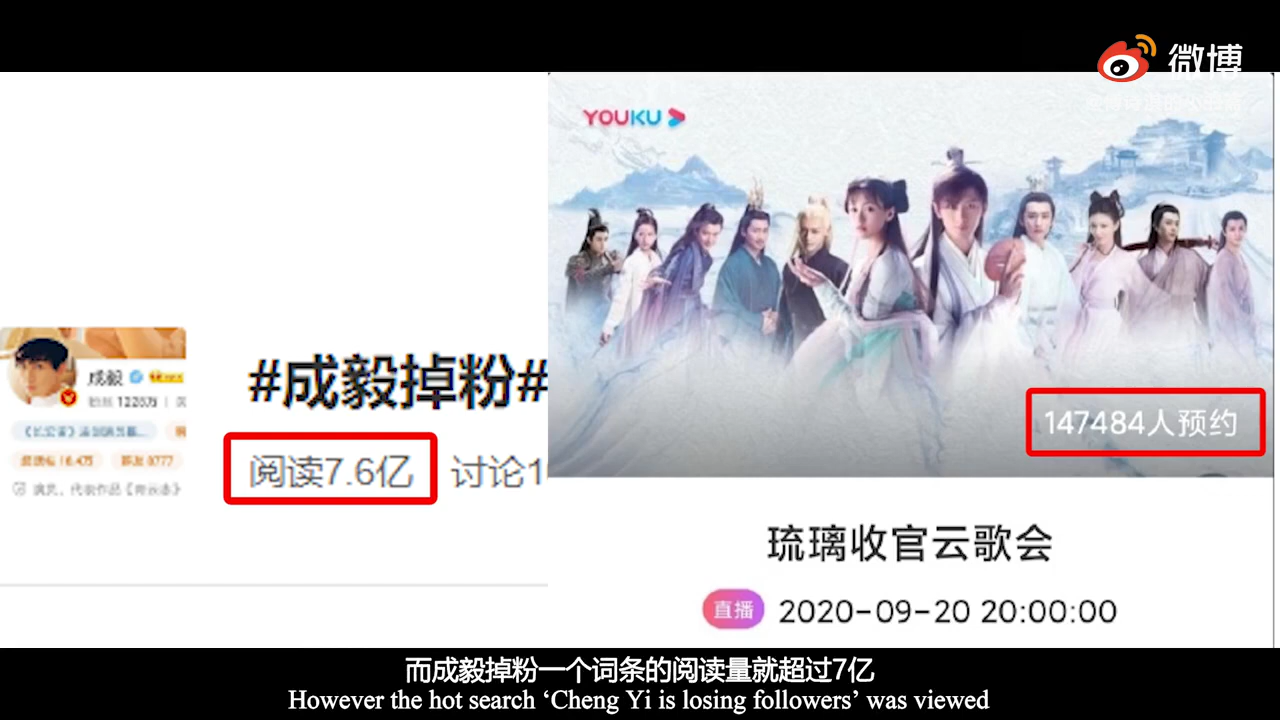 微博
YOUKU
成毅
#成毅掉粉#
阅读7.6亿 讨论1
147484人预约
琉璃收官云歌会
直播 2020-09-20 20:00:00
而成毅掉粉一个词条的阅读量就超过7亿
However the hot search ‘Cheng Yi is losing followers’ was viewed